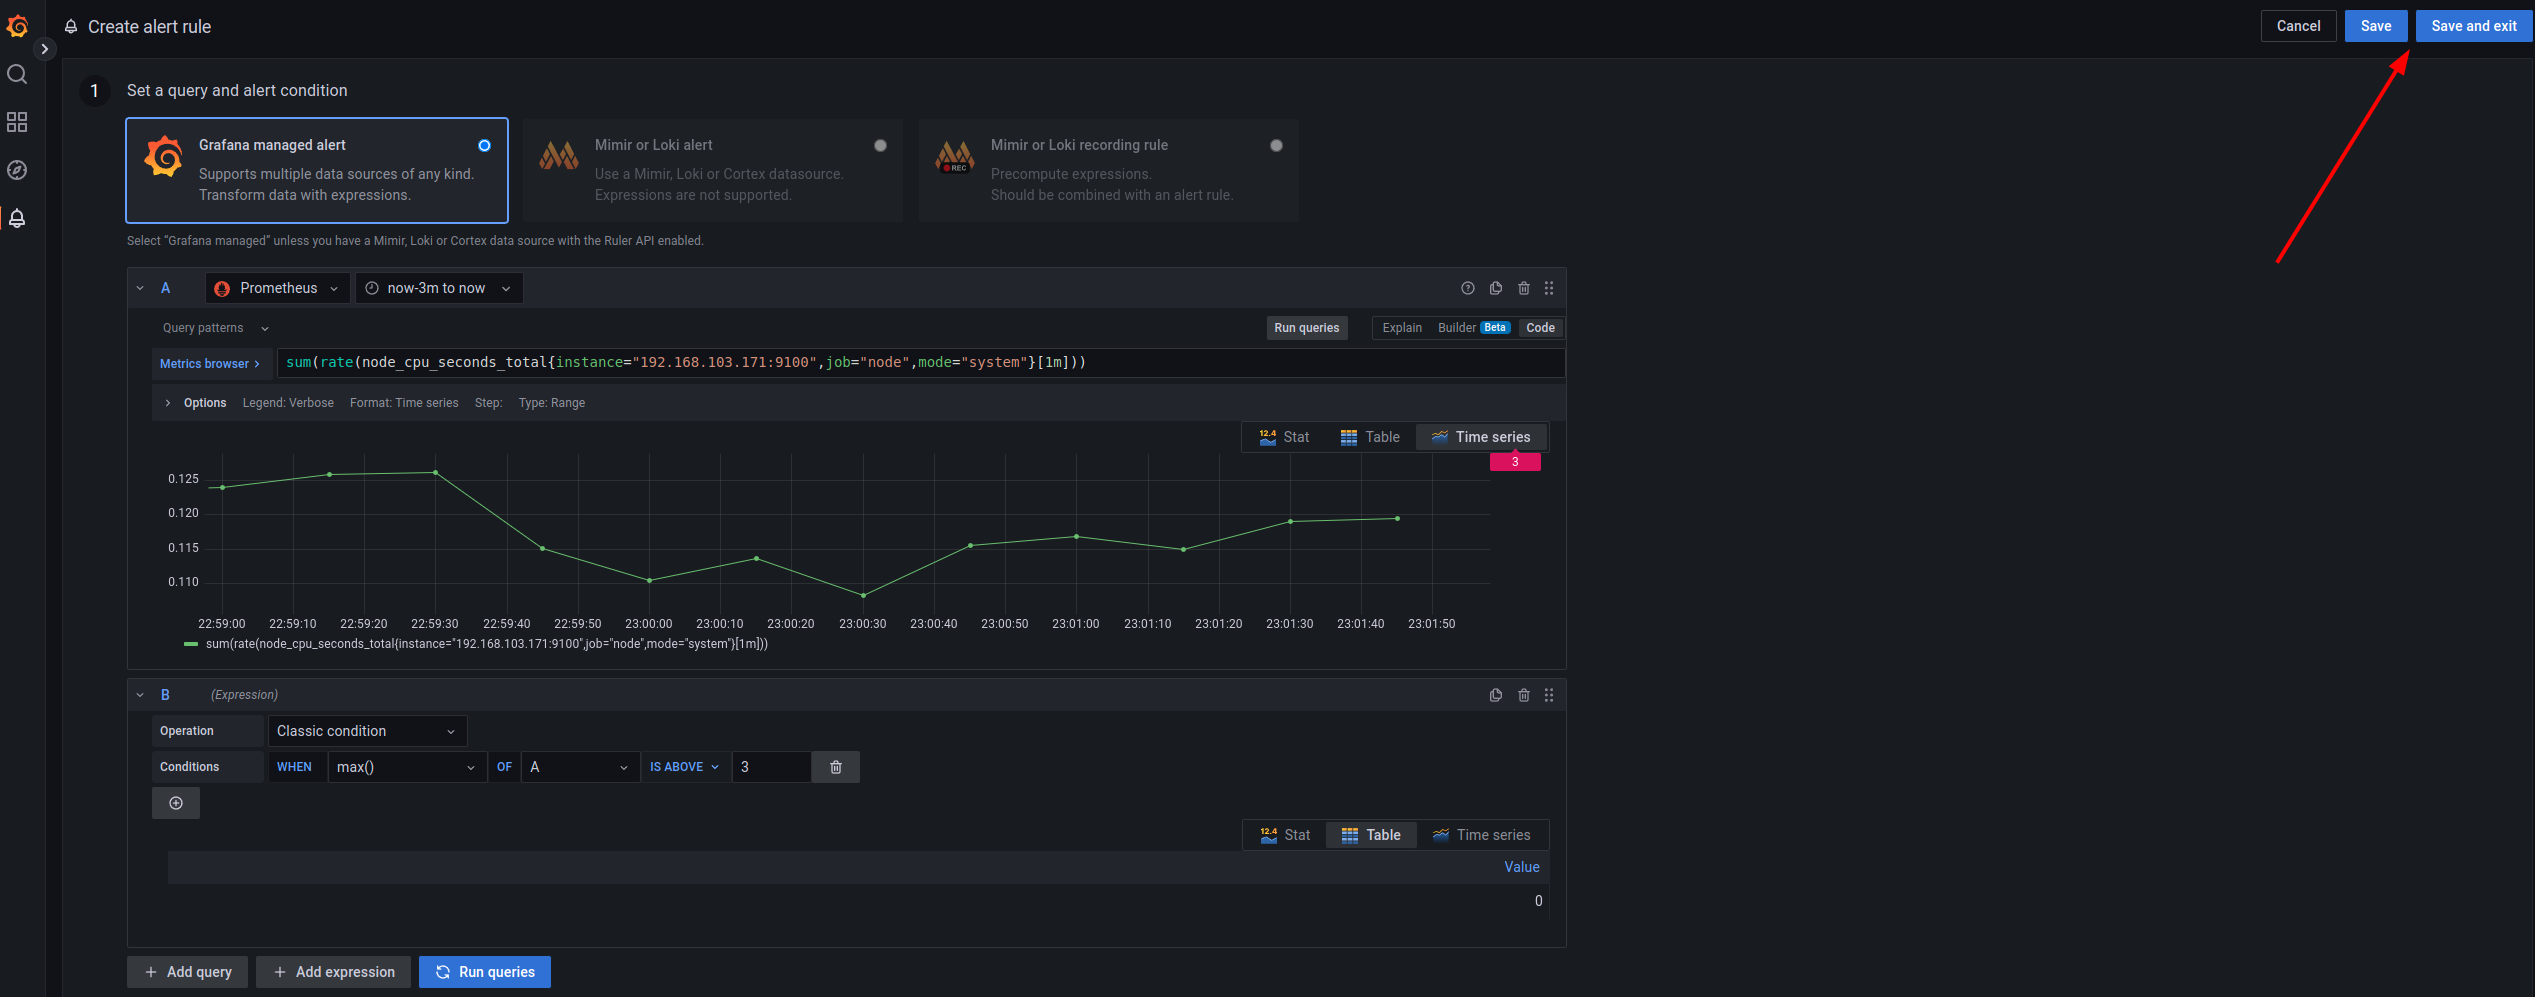 Create alert rule
Cancel
Save
Save and exit
1
Set a query and alert condition
Grafana managed alert
Supports multiple data sources of any kind.
Transform data with expressions.
Mimir or Loki alert
Use a Mimir, Loki or Cortex datasource.
Expressions are not supported.
REC
Mimir or Loki recording rule
Precompute expressions.
Should be combined with an alert rule.
Select “Grafana managed” unless you have a Mimir, Loki or Cortex data source with the Ruler API enabled.
A
Prometheus
now-3m to now
Query patterns
Run queries
Explain
Builder Beta
Code
Metrics browser >
sum(rate(node_cpu_seconds_total{instance="192.168.103.171:9100",job="node",mode="system"}[1m]))
Options
Legend: Verbose
Format: Time series
Step:
Type: Range
12.4 Stat
Table
Time series
3
0.125
0.120
0.115
0.110
22:59:00
22:59:10
22:59:20
22:59:30
22:59:40
22:59:50
23:00:00
23:00:10
23:00:20
23:00:30
23:00:40
23:00:50
23:01:00
23:01:10
23:01:20
23:01:30
23:01:40
23:01:50
sum(rate(node_cpu_seconds_total{instance="192.168.103.171:9100",job="node",mode="system"}[1m]))
B
(Expression)
Operation
Classic condition
Conditions
WHEN
max()
OF
A
IS ABOVE
3
12.4 Stat
Table
Time series
Value
0
+ Add query
+ Add expression
Run queries